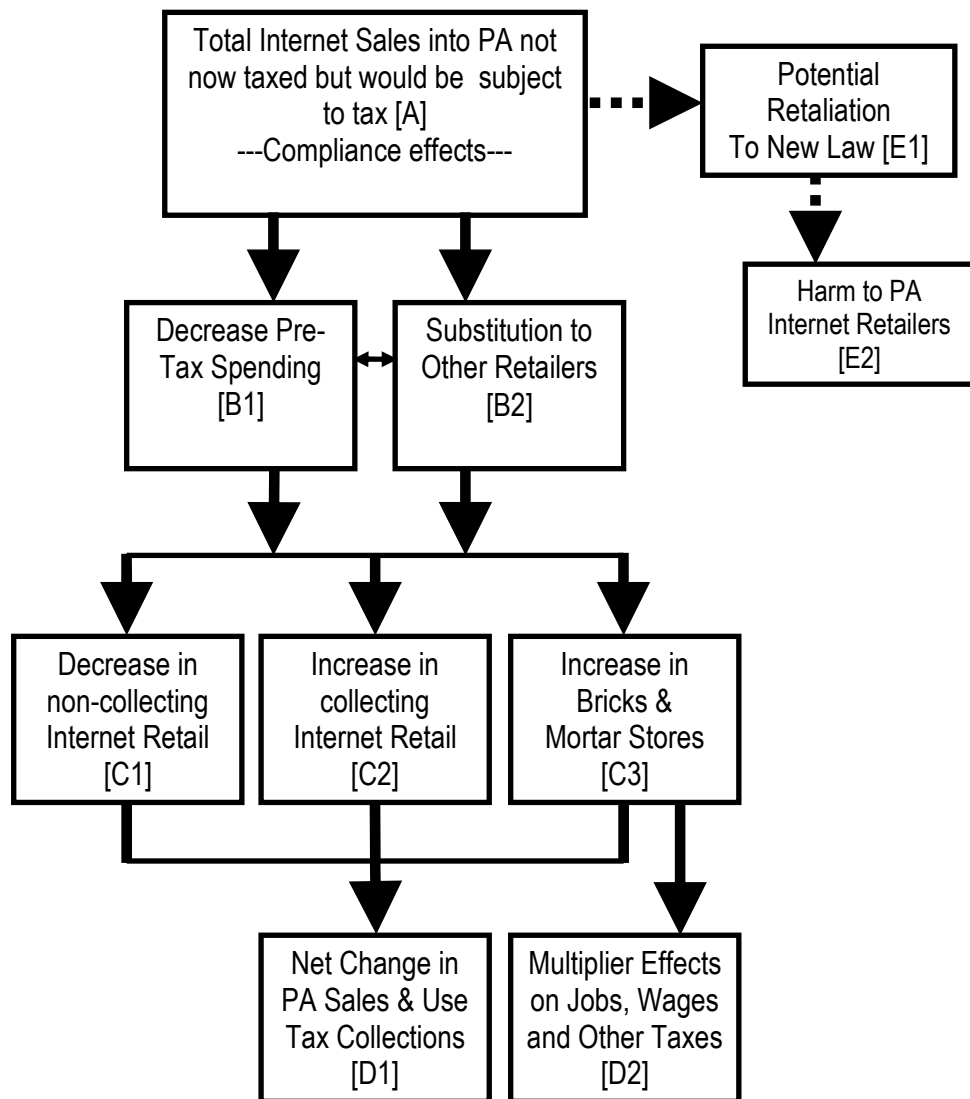 Total Internet Sales into PA not
now taxed but would be subject
to tax [A]
---Compliance effects---
Potential
Retaliation
To New Law [E1]
Harm to PA
Internet Retailers
[E2]
Decrease Pre-
Tax Spending
[B1]
Substitution to
Other Retailers
[B2]
Decrease in
non-collecting
Internet Retail
[C1]
Increase in
collecting
Internet Retail
[C2]
Increase in
Bricks &
Mortar Stores
[C3]
Net Change in
PA Sales & Use
Tax Collections
[D1]
Multiplier Effects
on Jobs, Wages
and Other Taxes
[D2]